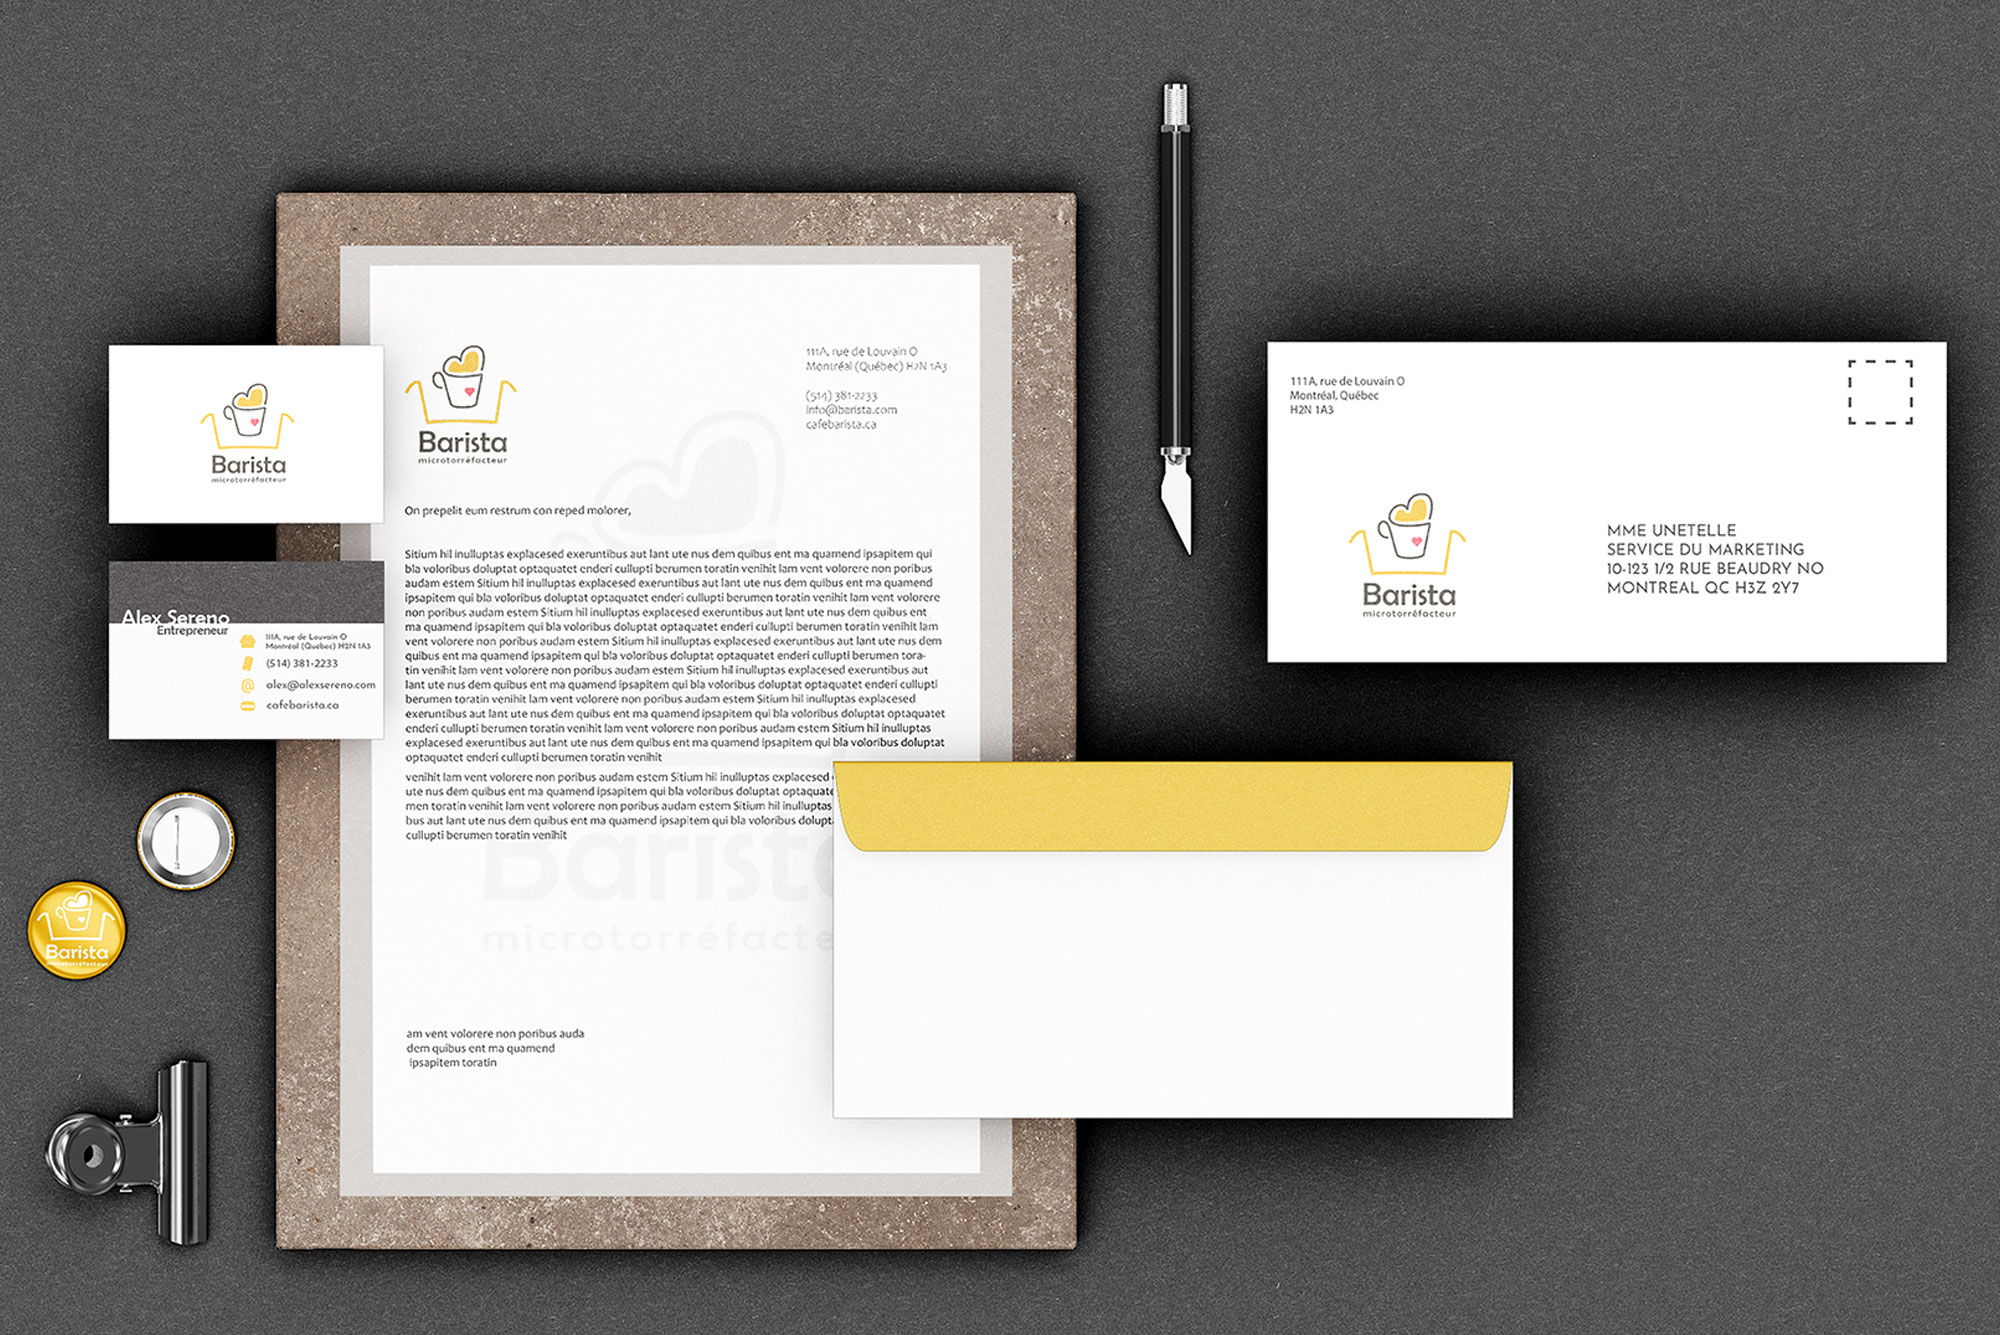 Barista
microtorréfacteur
Alex Sereno
Entrepreneur
111A, rue de Louvain O
Montréal (Québec) H2N 1A3
(514) 381-2233
alex@alexsereno.com
cafebarista.ca
Barista
microtorréfacteur
Barista
microtorréfacteur
111A, rue de Louvain O
Montréal (Québec) H2N 1A3
(514) 381-2233
info@barista.com
cafebarista.ca
On prepelit eum restrum con reped molorer,
Sitium hil inulluptas explacesed exeruntibus aut lant ute nus dem quibus ent ma quamend ipsapitem qui
bla voloribus doluptat optaquatet enderi cullupti berumen toratin venihit lam vent volorere non poribus
audam estem Sitium hil inulluptas explacesed exeruntibus aut lant ute nus dem quibus ent ma quamend
ipsapitem qui bla voloribus doluptat optaquatet enderi cullupti berumen toratin venihit lam vent volorere
non poribus audam estem Sitium hil inulluptas explacesed exeruntibus aut lant ute nus dem quibus ent
ma quamend ipsapitem qui bla voloribus doluptat optaquatet enderi cullupti berumen toratin venihit lam
vent volorere non poribus audam estem Sitium hil inulluptas explacesed exeruntibus aut lant ute nus dem
quibus ent ma quamend ipsapitem qui bla voloribus doluptat optaquatet enderi cullupti berumen tora-
tin venihit lam vent volorere non poribus audam estem Sitium hil inulluptas explacesed exeruntibus aut
lant ute nus dem quibus ent ma quamend ipsapitem qui bla voloribus doluptat optaquatet enderi cullupti
berumen toratin venihit lam vent volorere non poribus audam estem Sitium hil inulluptas explacesed
exeruntibus aut lant ute nus dem quibus ent ma quamend ipsapitem qui bla voloribus doluptat optaquatet
enderi cullupti berumen toratin venihit lam vent volorere non poribus audam estem Sitium hil inulluptas
explacesed exeruntibus aut lant ute nus dem quibus ent ma quamend ipsapitem qui bla voloribus doluptat
optaquatet enderi cullupti berumen toratin venihit
venihit lam vent volorere non poribus audam estem Sitium hil inulluptas explacesed
ute nus dem quibus ent ma quamend ipsapitem qui bla voloribus doluptat optaquate
men toratin venihit lam vent volorere non poribus audam estem Sitium hil inulluptas
bus aut lant ute nus dem quibus ent ma quamend ipsapitem qui bla voloribus dolupt
cullupti berumen toratin venihit
Barista
microtorréfacte
am vent volorere non poribus auda
dem quibus ent ma quamend
ipsapitem toratin
111A, rue de Louvain O
Montréal, Québec
H2N 1A3
Barista
microtorréfacteur
MME UNETELLE
SERVICE DU MARKETING
10-123 1/2 RUE BEAUDRY NO
MONTREAL QC H3Z 2Y7